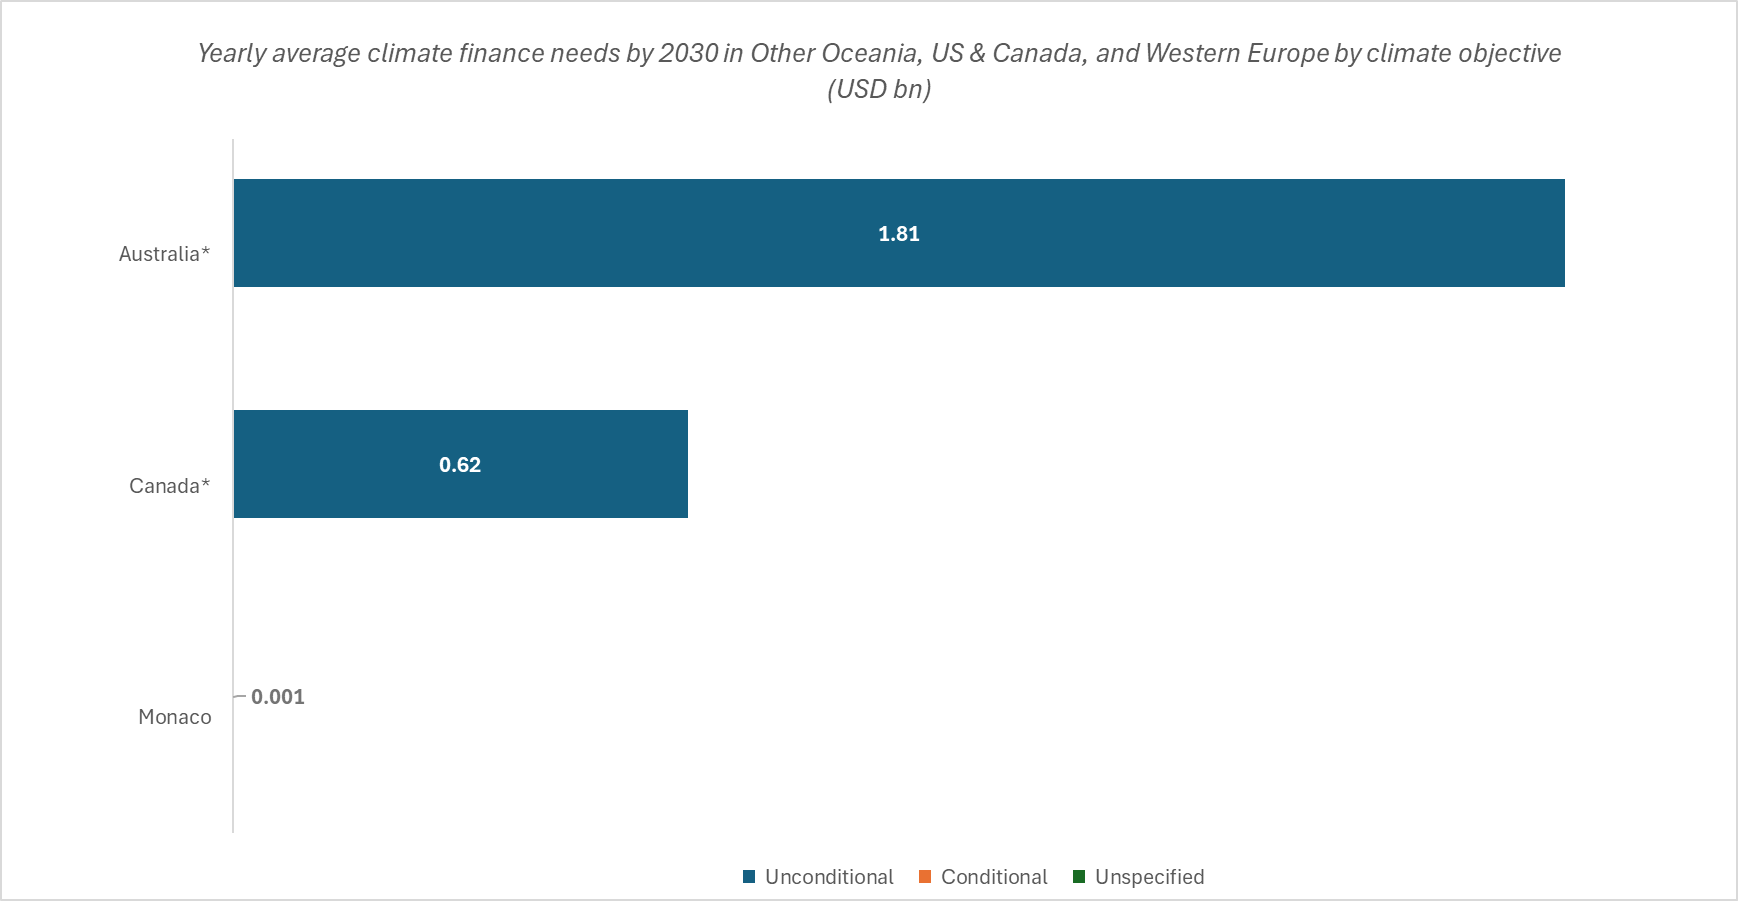 Yearly average climate finance needs by 2030 in Other Oceania, US & Canada, and Western Europe by climate objective
(USD bn)
Australia*
1.81
Canada*
0.62
Monaco
0.001
Unconditional
Conditional
Unspecified